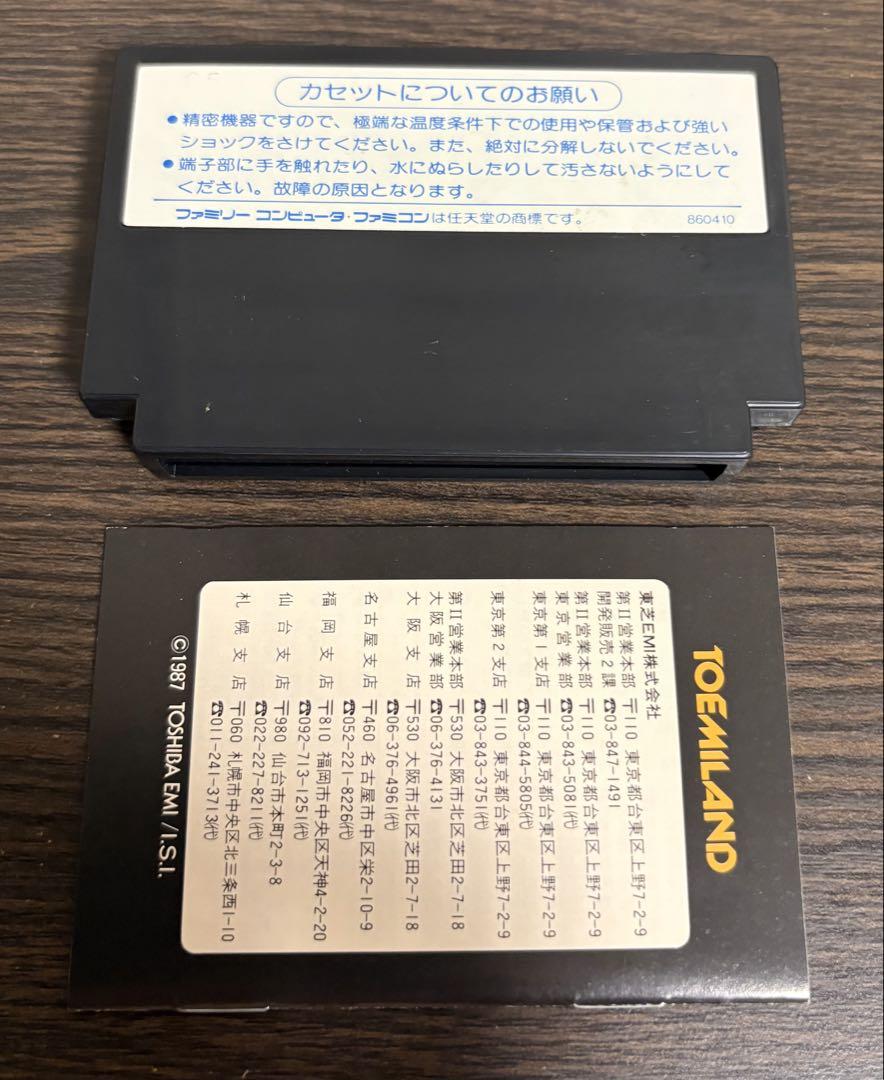 カセットについてのお願い
●精密機器ですので、極端な温度条件下での使用や保管および強い
ショックをさけてください。また、絶対に分解しないでください。
●端子部に手を触れたり、水にぬらしたりして汚さないようにして
ください。故障の原因となります。
ファミリーコンピュータ・ファミコンは任天堂の商標です。
860410
TOEMILAND
東芝EMI株式会社
第II営業本部 〒110 東京都台東区上野7-2-9
開発販売2課 ☎03-847-1491
第II営業本部 〒110 東京都台東区上野7-2-9
東京営業部 ☎03-843-5081(代)
東京第1支店 〒110 東京都台東区上野7-2-9
☎03-844-5805(代)
東京第2支店 〒110 東京都台東区上野7-2-9
☎03-843-3751(代)
第II営業本部 〒530 大阪市北区芝田2-7-18
大阪営業部 ☎06-376-4131
大阪支店 〒530 大阪市北区芝田2-7-18
☎06-376-4961(代)
名古屋支店 〒460 名古屋市中区栄2-10-9
☎052-221-8226(代)
福岡支店 〒810 福岡市中央区天神4-2-20
☎092-713-1251(代)
仙台支店 〒980 仙台市本町2-3-8
☎022-227-8211(代)
札幌支店 〒060 札幌市中央区北三条西1-10
☎011-241-3713(代)
©1987 TOSHIBA EMI/I.S.I.